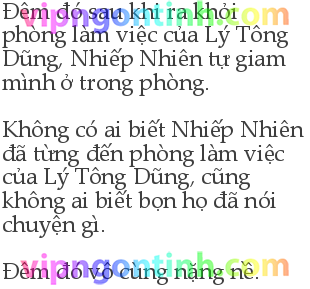 Đêm đó sau khi ra khỏi
vipngontinh.com
phòng làm việc của Lý Tông
Dũng, Nhiếp Nhiên tự giam
mình ở trong phòng.
Không có ai biết Nhiếp Nhiên
đã từng đến phòng làm việc
của Lý Tông Dũng, cũng
không ai biết bọn họ đã nói
chuyện gì.
Đêm đó vô cùng nặng nề.
vipngontinh.com